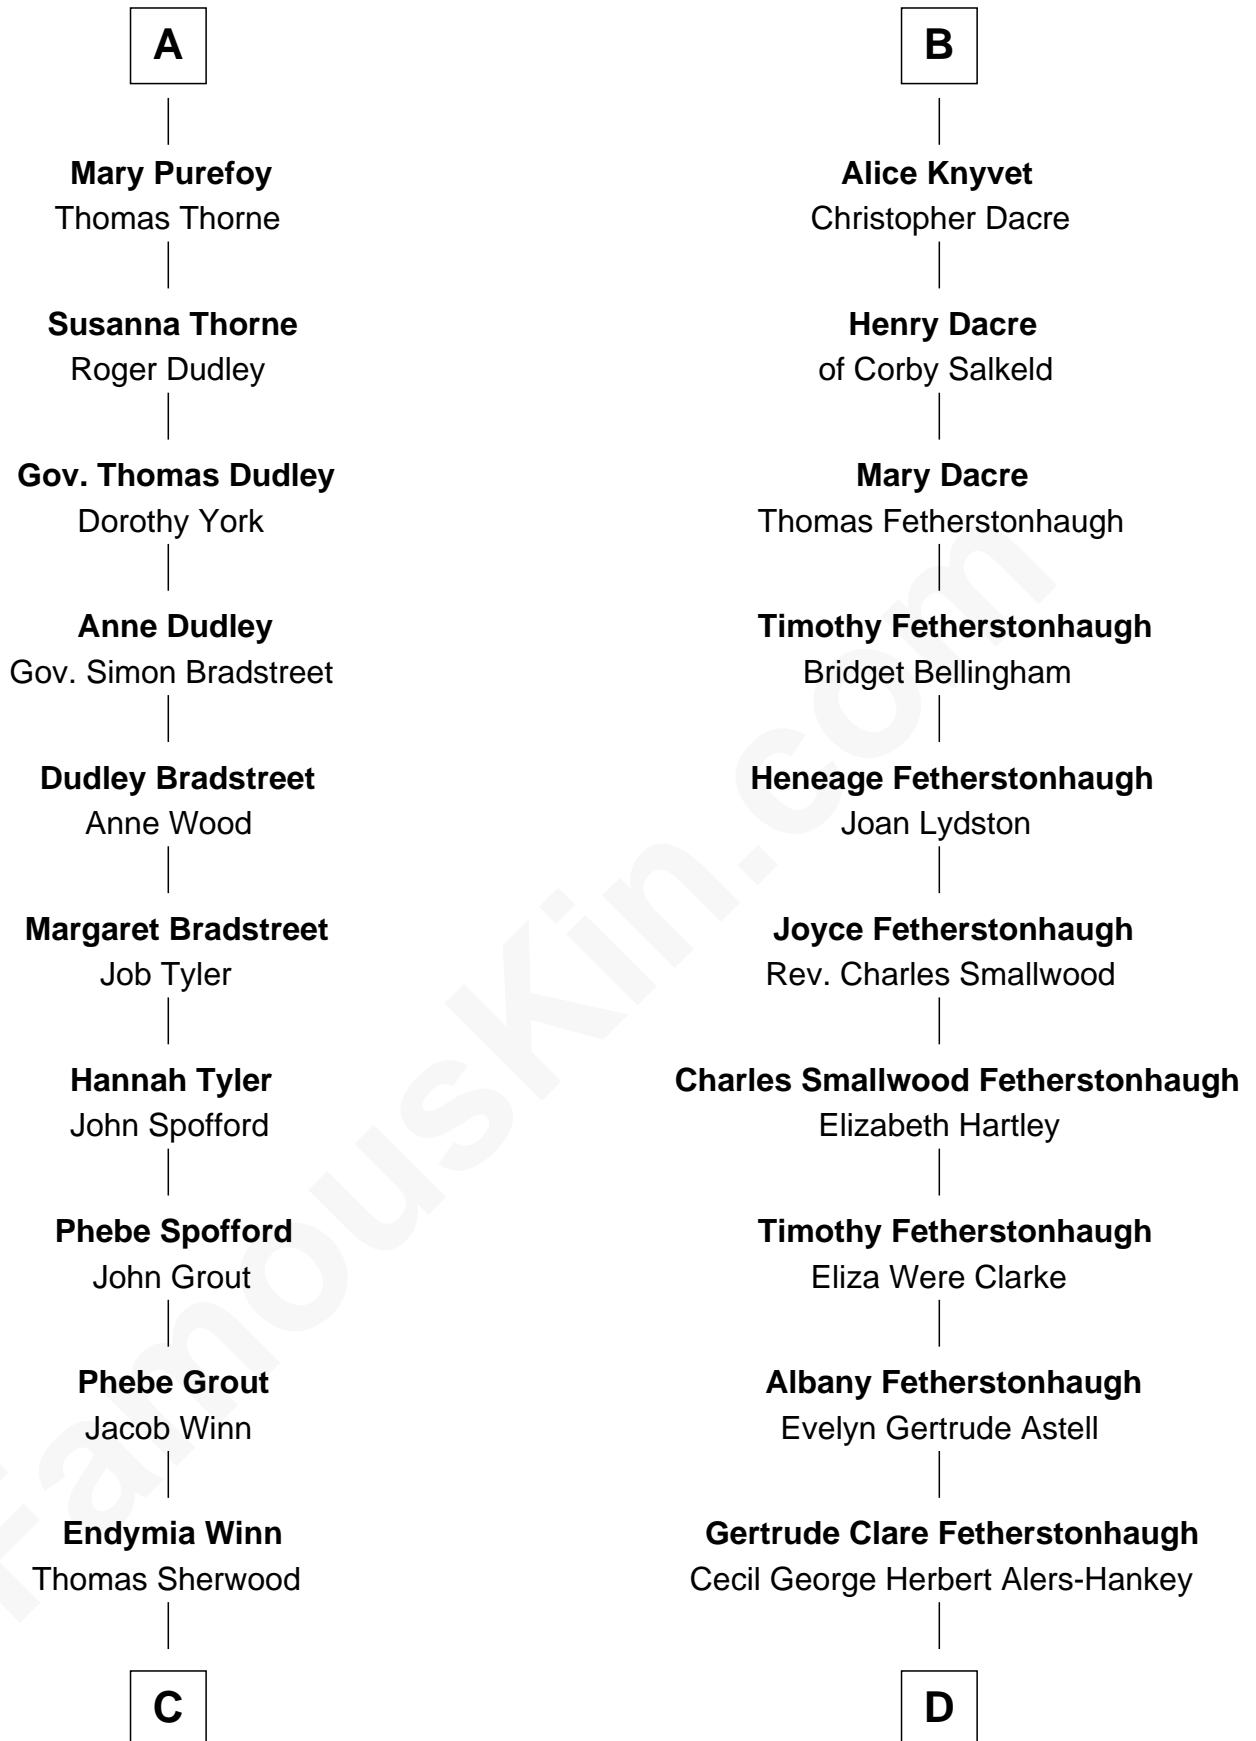 A
Mary Purefoy
Thomas Thorne
Susanna Thorne
Roger Dudley
Gov. Thomas Dudley
Dorothy York
Anne Dudley
Gov. Simon Bradstreet
Dudley Bradstreet
Anne Wood
Margaret Bradstreet
Job Tyler
Hannah Tyler
John Spofford
Phebe Spofford
John Grout
Phebe Grout
Jacob Winn
Endymia Winn
Thomas Sherwood
C
B
Alice Knyvet
Christopher Dacre
Henry Dacre
of Corby Salkeld
Mary Dacre
Thomas Fetherstonhaugh
Timothy Fetherstonhaugh
Bridget Bellingham
Heneage Fetherstonhaugh
Joan Lydston
Joyce Fetherstonhaugh
Rev. Charles Smallwood
Charles Smallwood Fetherstonhaugh
Elizabeth Hartley
Timothy Fetherstonhaugh
Eliza Were Clarke
Albany Fetherstonhaugh
Evelyn Gertrude Astell
Gertrude Clare Fetherstonhaugh
Cecil George Herbert Alers-Hankey
D
FamousKin.com